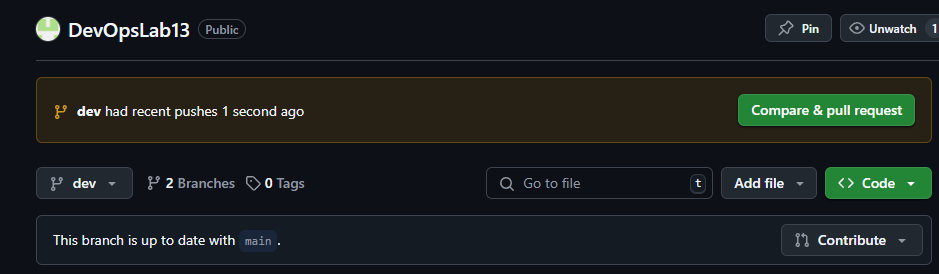 DevOpsLab13 Public Pin Unwatch 1
dev had recent pushes 1 second ago Compare & pull request
dev 2 Branches 0 Tags Go to file t Add file <> Code
This branch is up to date with main . Contribute